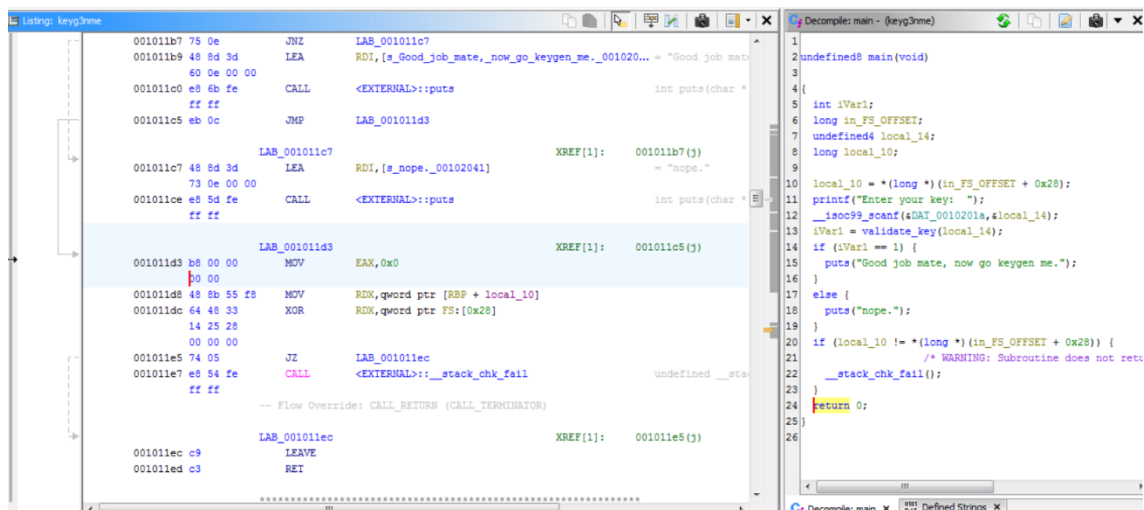 Listing: keyg3nme
001011b7 75 0e JNZ LAB_001011c7
001011b9 48 8d 3d LEA RDI,[s_Good_job_mate,_now_go_keygen_me._001020... = "Good job mat
60 0e 00 00
001011c0 e8 6b fe CALL <EXTERNAL>::puts int puts(char *
ff ff
001011c5 eb 0c JMP LAB_001011d3
LAB_001011c7 XREF[1]: 001011b7(j)
001011c7 48 8d 3d LEA RDI,[s_nope._00102041] = "nope."
73 0e 00 00
001011ce e8 5d fe CALL <EXTERNAL>::puts int puts(char *
ff ff
LAB_001011d3 XREF[1]: 001011c5(j)
001011d3 b8 00 00 MOV EAX,0x0
00 00
001011d8 48 8b 55 f8 MOV RDX,qword ptr [RBP + local_10]
001011dc 64 48 33 XOR RDX,qword ptr FS:[0x28]
14 25 28
00 00 00
001011e5 74 05 JZ LAB_001011ec
001011e7 e8 54 fe CALL <EXTERNAL>::__stack_chk_fail undefined __sta
ff ff
-- Flow Override: CALL_RETURN (CALL_TERMINATOR)
LAB_001011ec XREF[1]: 001011e5(j)
001011ec c9 LEAVE
001011ed c3 RET
Decompile: main - (keyg3nme)
1
2 undefined8 main(void)
3
4 {
5 int iVar1;
6 long in_FS_OFFSET;
7 undefined4 local_14;
8 long local_10;
9
10 local_10 = *(long *)(in_FS_OFFSET + 0x28);
11 printf("Enter your key:  ");
12 __isoc99_scanf(&DAT_0010201a,&local_14);
13 iVar1 = validate_key(local_14);
14 if (iVar1 == 1) {
15 puts("Good job mate, now go keygen me.");
16 }
17 else {
18 puts("nope.");
19 }
20 if (local_10 != *(long *)(in_FS_OFFSET + 0x28)) {
21 /* WARNING: Subroutine does not retu
22 __stack_chk_fail();
23 }
24 return 0;
25 }
26
Decompile: main Defined Strings